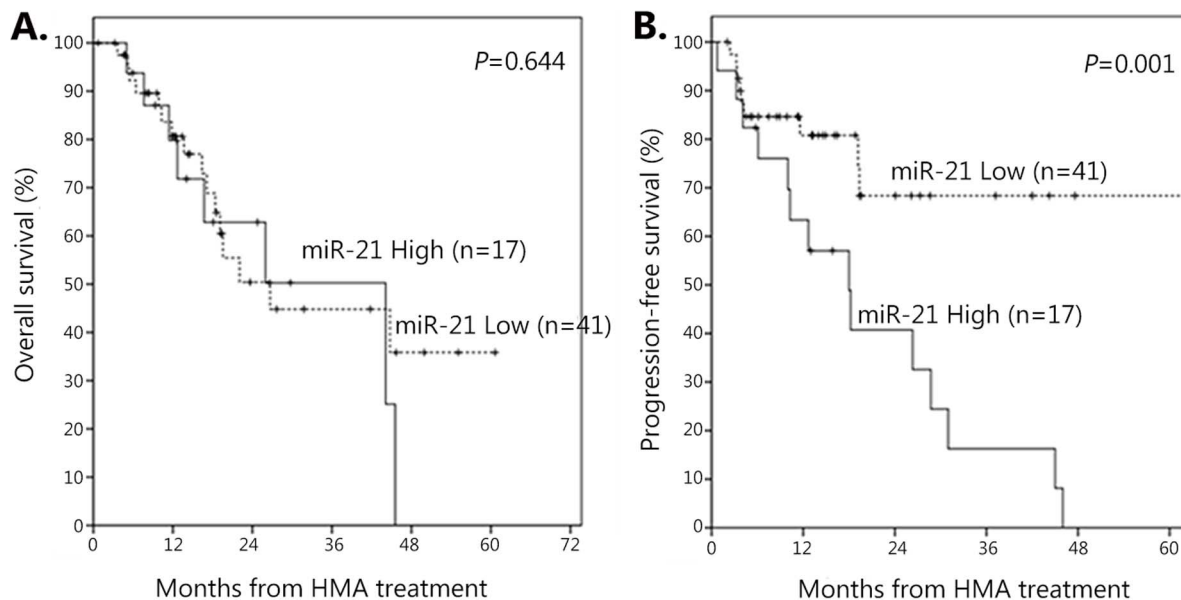 A.
P=0.644
100
90
80
70
60
50
40
30
20
10
0
Overall survival (%)
miR-21 High (n=17)
miR-21 Low (n=41)
0 12 24 36 48 60 72
Months from HMA treatment
B.
P=0.001
100
90
80
70
60
50
40
30
20
10
0
Progression-free survival (%)
miR-21 Low (n=41)
miR-21 High (n=17)
0 12 24 36 48 60
Months from HMA treatment